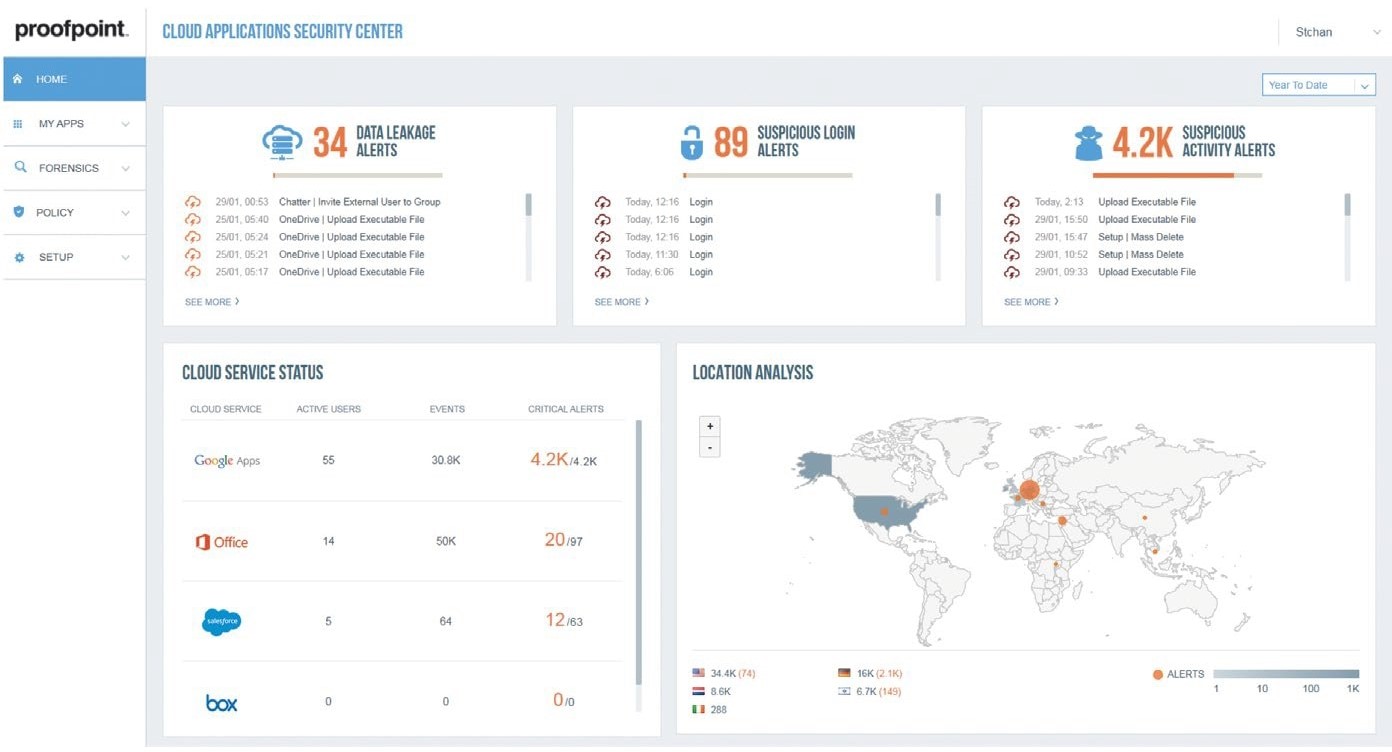 proofpoint.
CLOUD APPLICATIONS SECURITY CENTER
Stchan
HOME
MY APPS
FORENSICS
POLICY
SETUP
Year To Date
34 DATA LEAKAGE
ALERTS
29/01, 00:53 Chatter | Invite External User to Group
25/01, 05:40 OneDrive | Upload Executable File
25/01, 05:24 OneDrive | Upload Executable File
25/01, 05:21 OneDrive | Upload Executable File
25/01, 05:17 OneDrive | Upload Executable File
SEE MORE
89 SUSPICIOUS LOGIN
ALERTS
Today, 12:16 Login
Today, 12:16 Login
Today, 12:16 Login
Today, 11:30 Login
Today, 6:06 Login
SEE MORE
4.2K SUSPICIOUS
ACTIVITY ALERTS
Today, 2:13 Upload Executable File
29/01, 15:50 Upload Executable File
29/01, 15:47 Setup | Mass Delete
29/01, 10:52 Setup | Mass Delete
29/01, 09:33 Upload Executable File
SEE MORE
CLOUD SERVICE STATUS
CLOUD SERVICE ACTIVE USERS EVENTS CRITICAL ALERTS
Google Apps 55 30.8K 4.2K/4.2K
Office 14 50K 20/97
salesforce 5 64 12/63
box 0 0 0/0
LOCATION ANALYSIS
+
-
34.4K (74) 16K (2.1K)
8.6K 6.7K (149)
288
ALERTS
1 10 100 1K